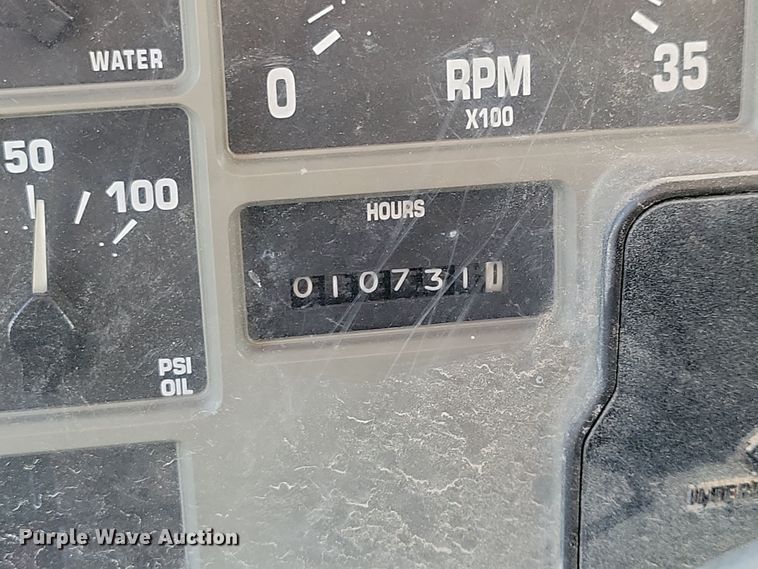 WATER
0 RPM 35
X100
50 100
HOURS
0107311
PSI
OIL
Purple Wave Auction